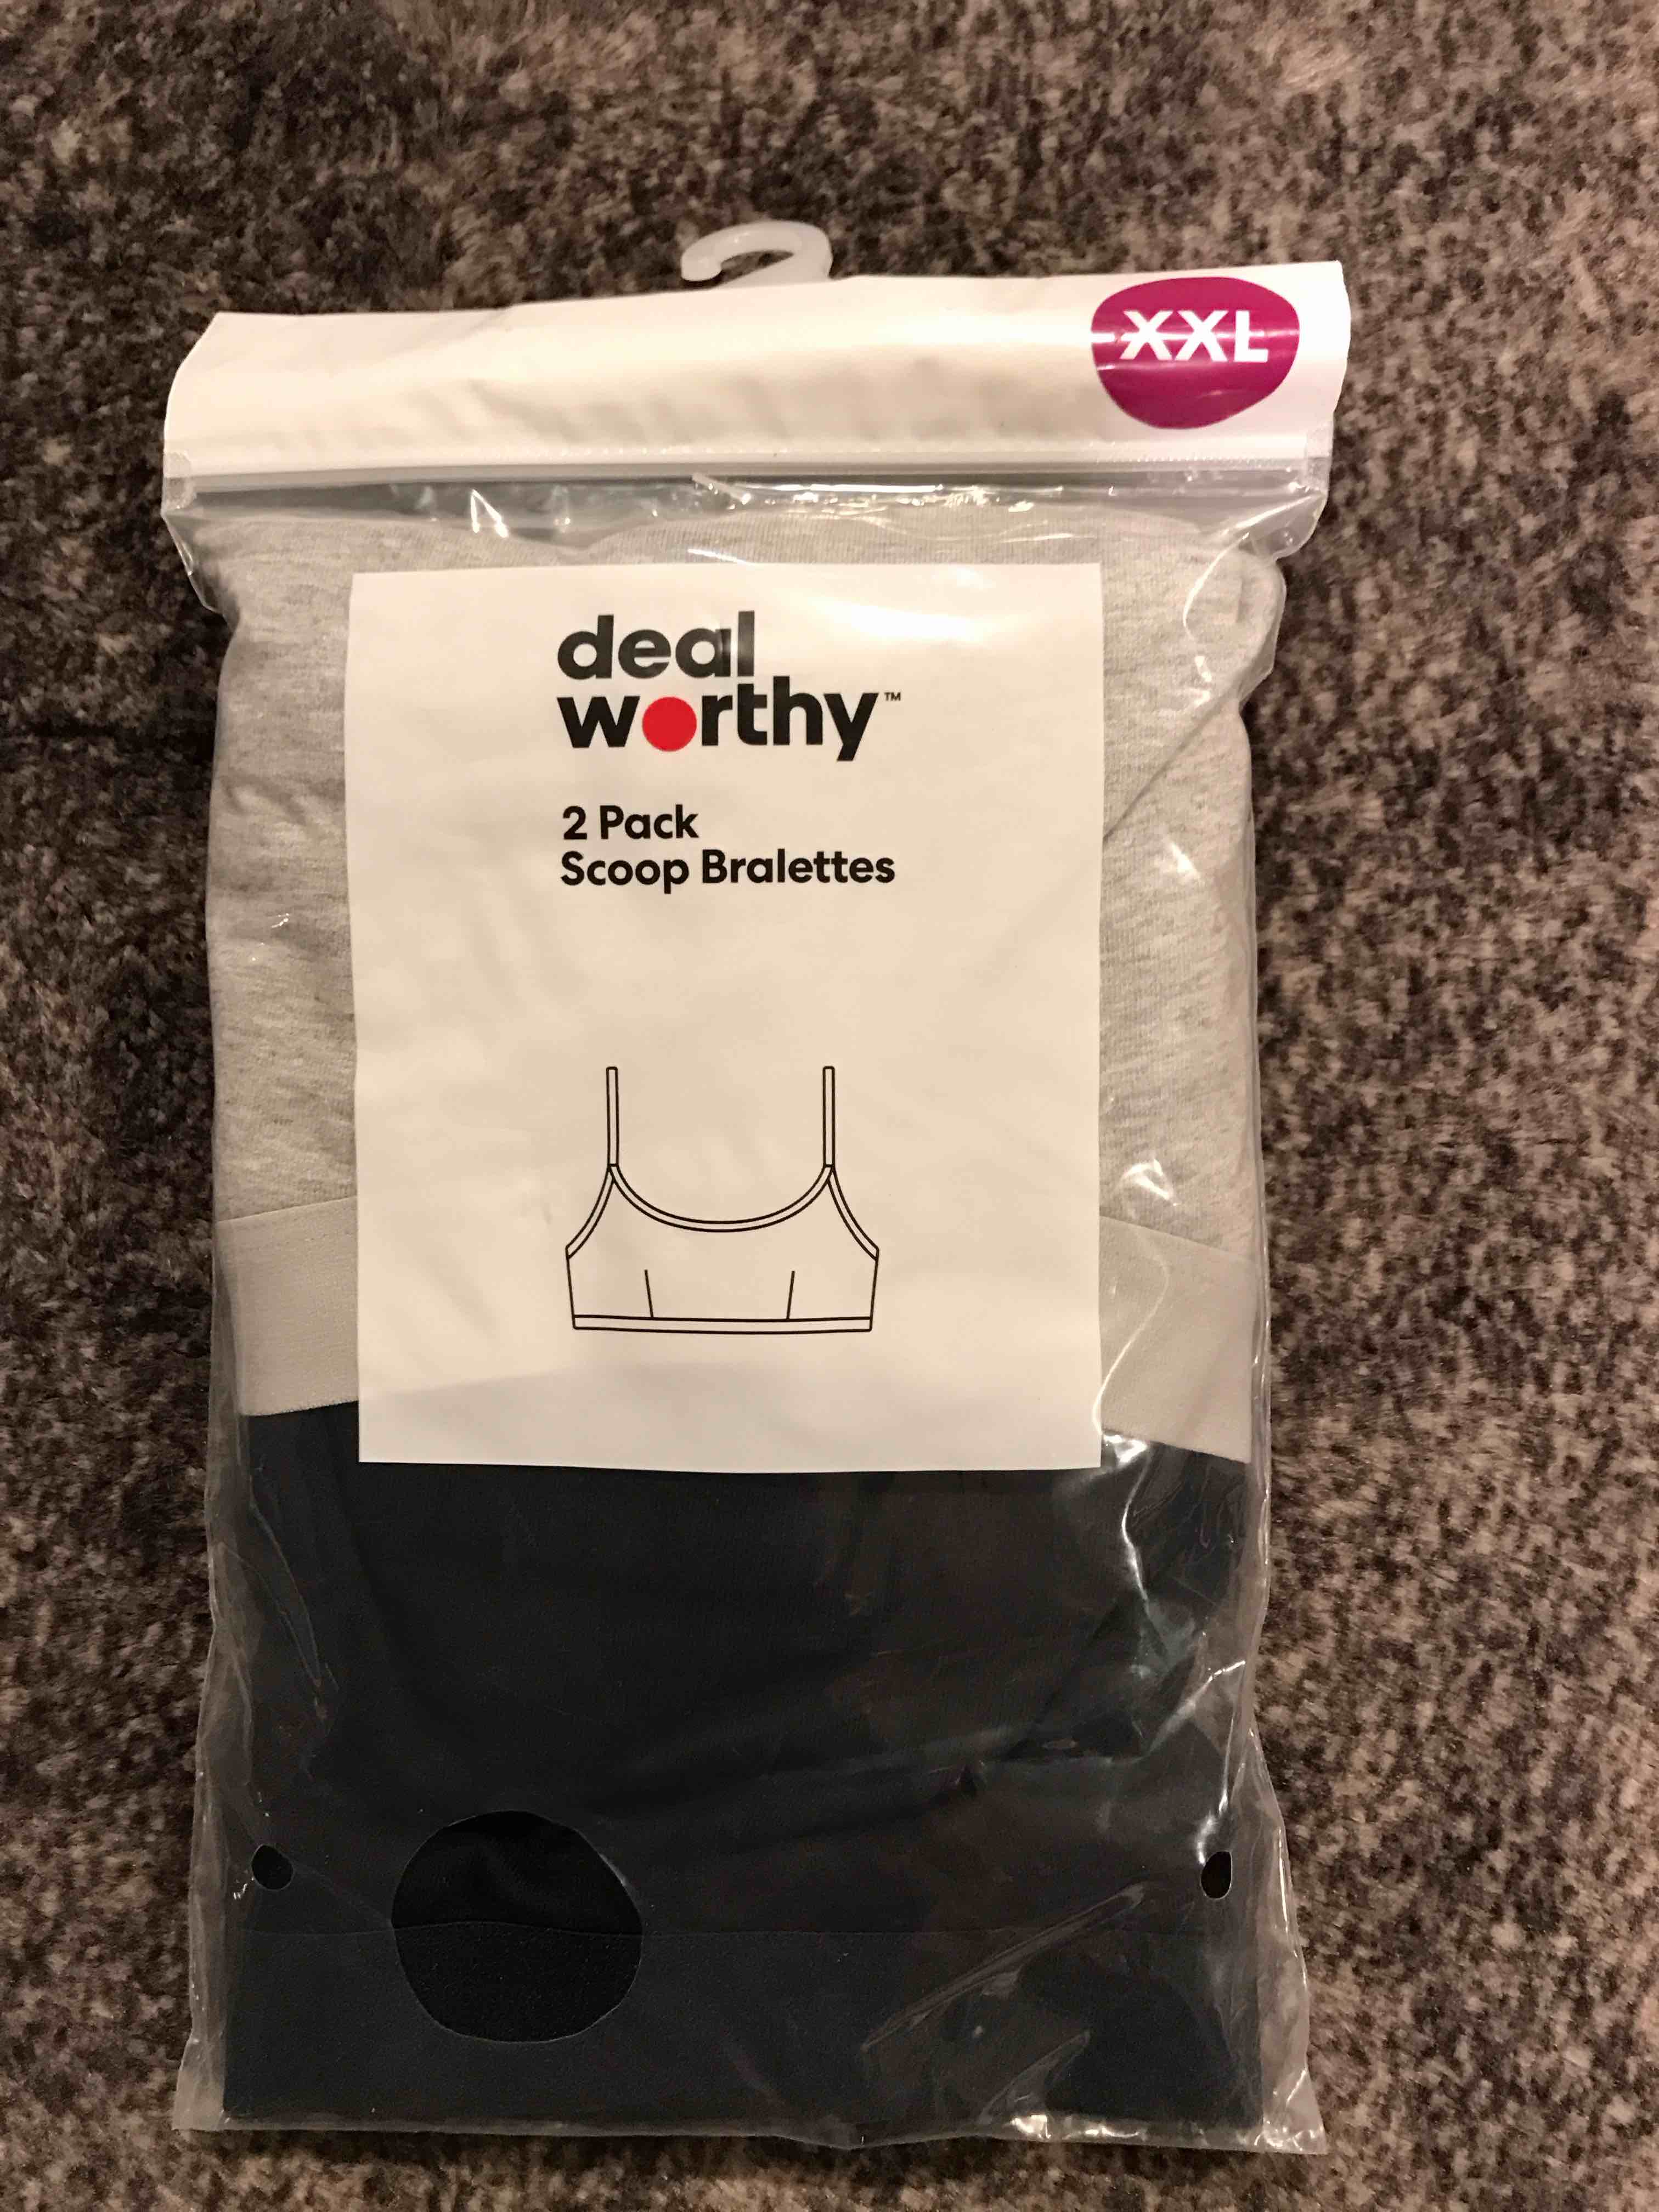 XXL
deal
worthy™
2 Pack
Scoop Bralettes